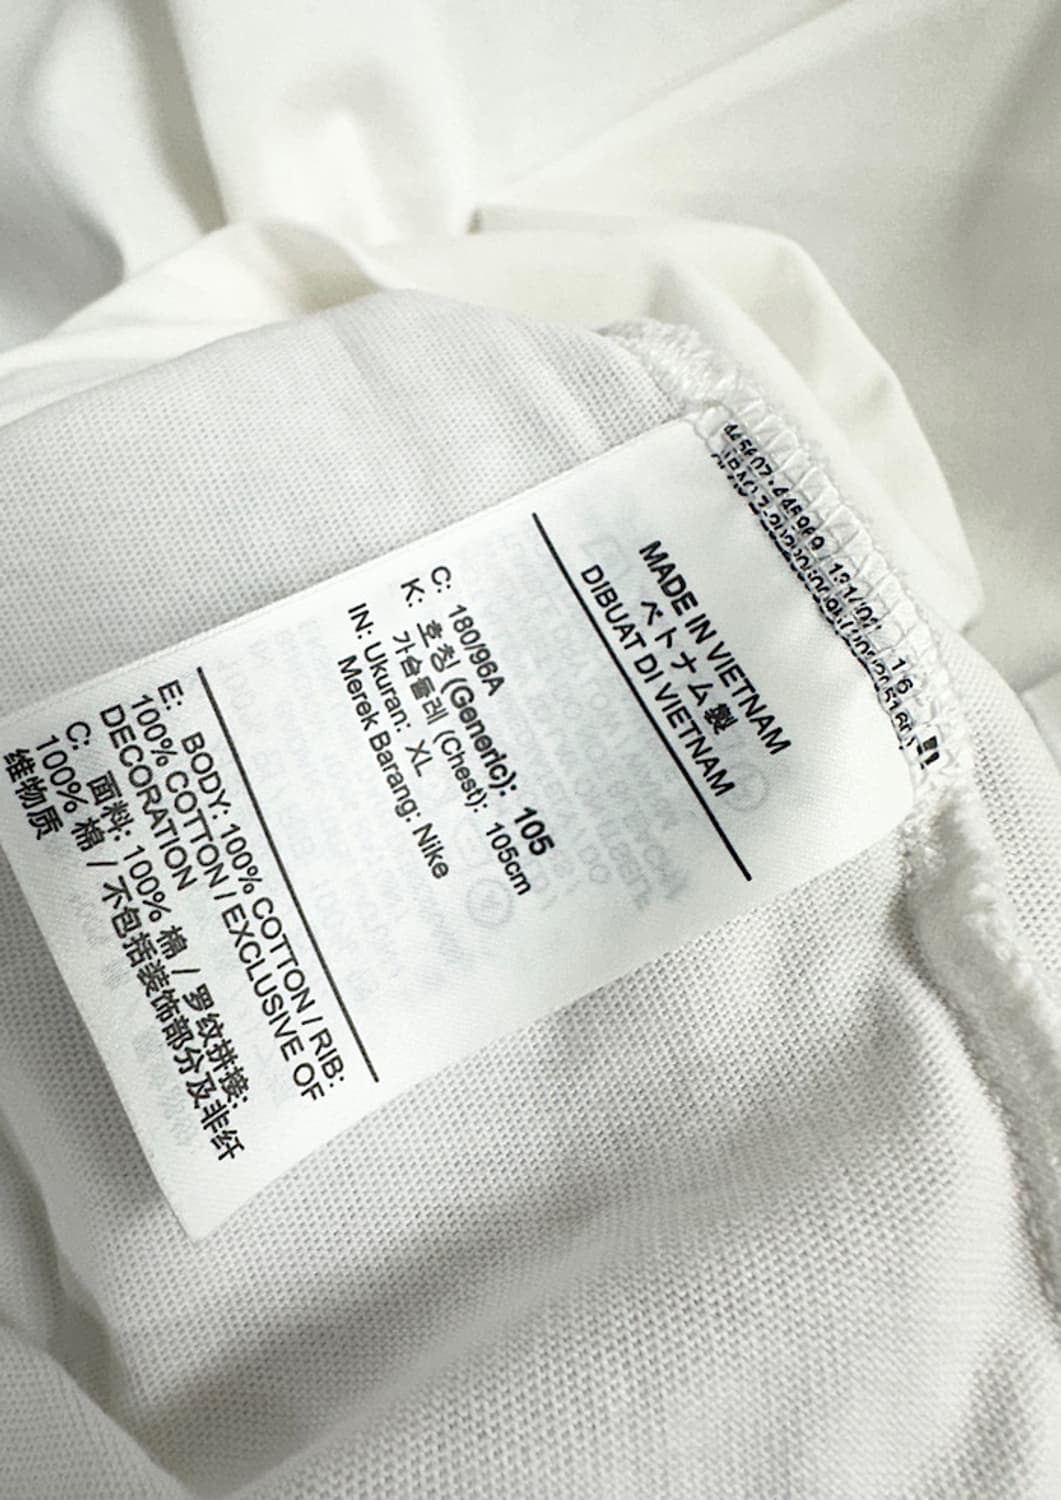 MADE IN VIETNAM
ベトナム製
DIBUAT DI VIETNAM
C: 180/96A
K: 호칭 (Generic): 105
가슴둘레 (Chest): 105cm
IN: Ukuran: XL
Merek Barang: Nike
E: BODY: 100% COTTON / RIB:
100% COTTON / EXCLUSIVE OF
DECORATION
C: 面料: 100% 棉 / 罗纹拼接:
100% 棉 / 不包括装饰部分及非纤
维物质